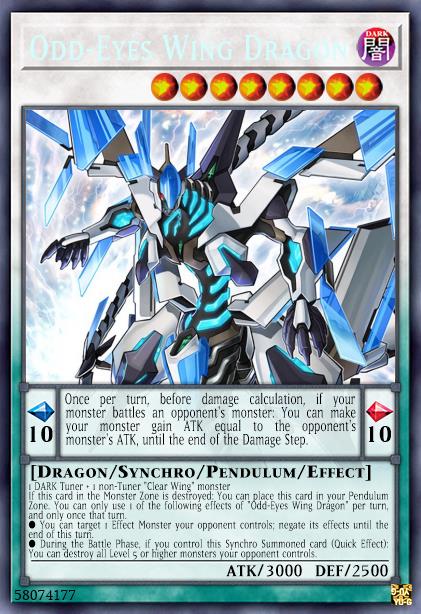 Odd-Eyes Wing Dragon
DARK
闇
Once per turn, before damage calculation, if your
monster battles an opponent's monster: You can make
your monster gain ATK equal to the opponent's
monster's ATK, until the end of the Damage Step.
10
10
[Dragon/Synchro/Pendulum/Effect]
1 DARK Tuner + 1 non-Tuner "Clear Wing" monster
If this card in the Monster Zone is destroyed: You can place this card in your Pendulum
Zone. You can only use 1 of the following effects of "Odd-Eyes Wing Dragon" per turn,
and only once that turn.
● You can target 1 Effect Monster your opponent controls; negate its effects until the
end of this turn.
● During the Battle Phase, if you control this Synchro Summoned card (Quick Effect):
You can destroy all Level 5 or higher monsters your opponent controls.
ATK/3000 DEF/2500
58074177